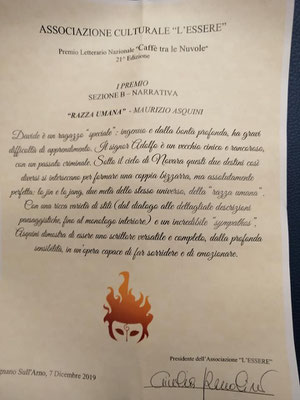 ASSOCIAZIONE CULTURALE "L'ESSERE"
Premio Letterario Nazionale "Caffè tra le Nuvole"
21ª Edizione
I PREMIO
SEZIONE B – NARRATIVA
"RAZZA UMANA" - MAURIZIO ASQUINI
Davide è un ragazzo "speciale": ingenuo e dalla bontà profonda, ha gravi
difficoltà di apprendimento. Il signor Adolfo è un vecchio cinico e rancoroso,
con un passato criminale. Sotto il cielo di Novara questi due destini così
diversi si intersecano per formare una coppia bizzarra, ma assolutamente
perfetta: lo jin e lo jang, due metà dello stesso universo, della "razza umana".
Con una ricca varietà di stili (dal dialogo alle dettagliate descrizioni
paesaggistiche, fino al monologo interiore) e un incredibile "sympathos",
Asquini dimostra di essere uno scrittore versatile e completo, dalla profonda
sensibilità, in un'opera capace di far sorridere e di emozionare.
Presidente dell'Associazione "L'ESSERE"
gnano Sull'Arno, 7 Dicembre 2019